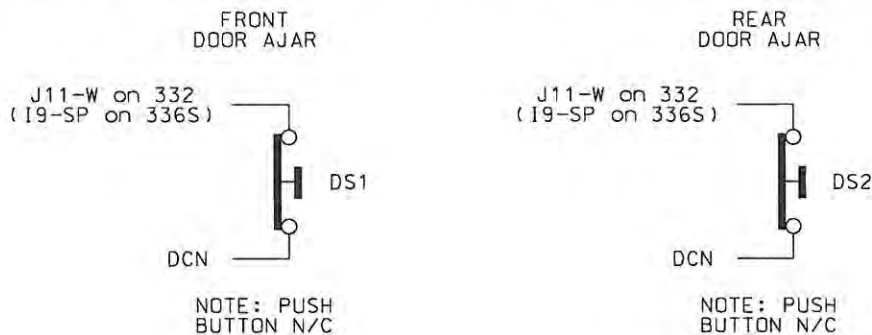 FRONT
DOOR AJAR
J11-W on 332
(I9-SP on 336S)
DS1
DCN
NOTE: PUSH
BUTTON N/C
REAR
DOOR AJAR
J11-W on 332
(I9-SP on 336S)
DS2
DCN
NOTE: PUSH
BUTTON N/C